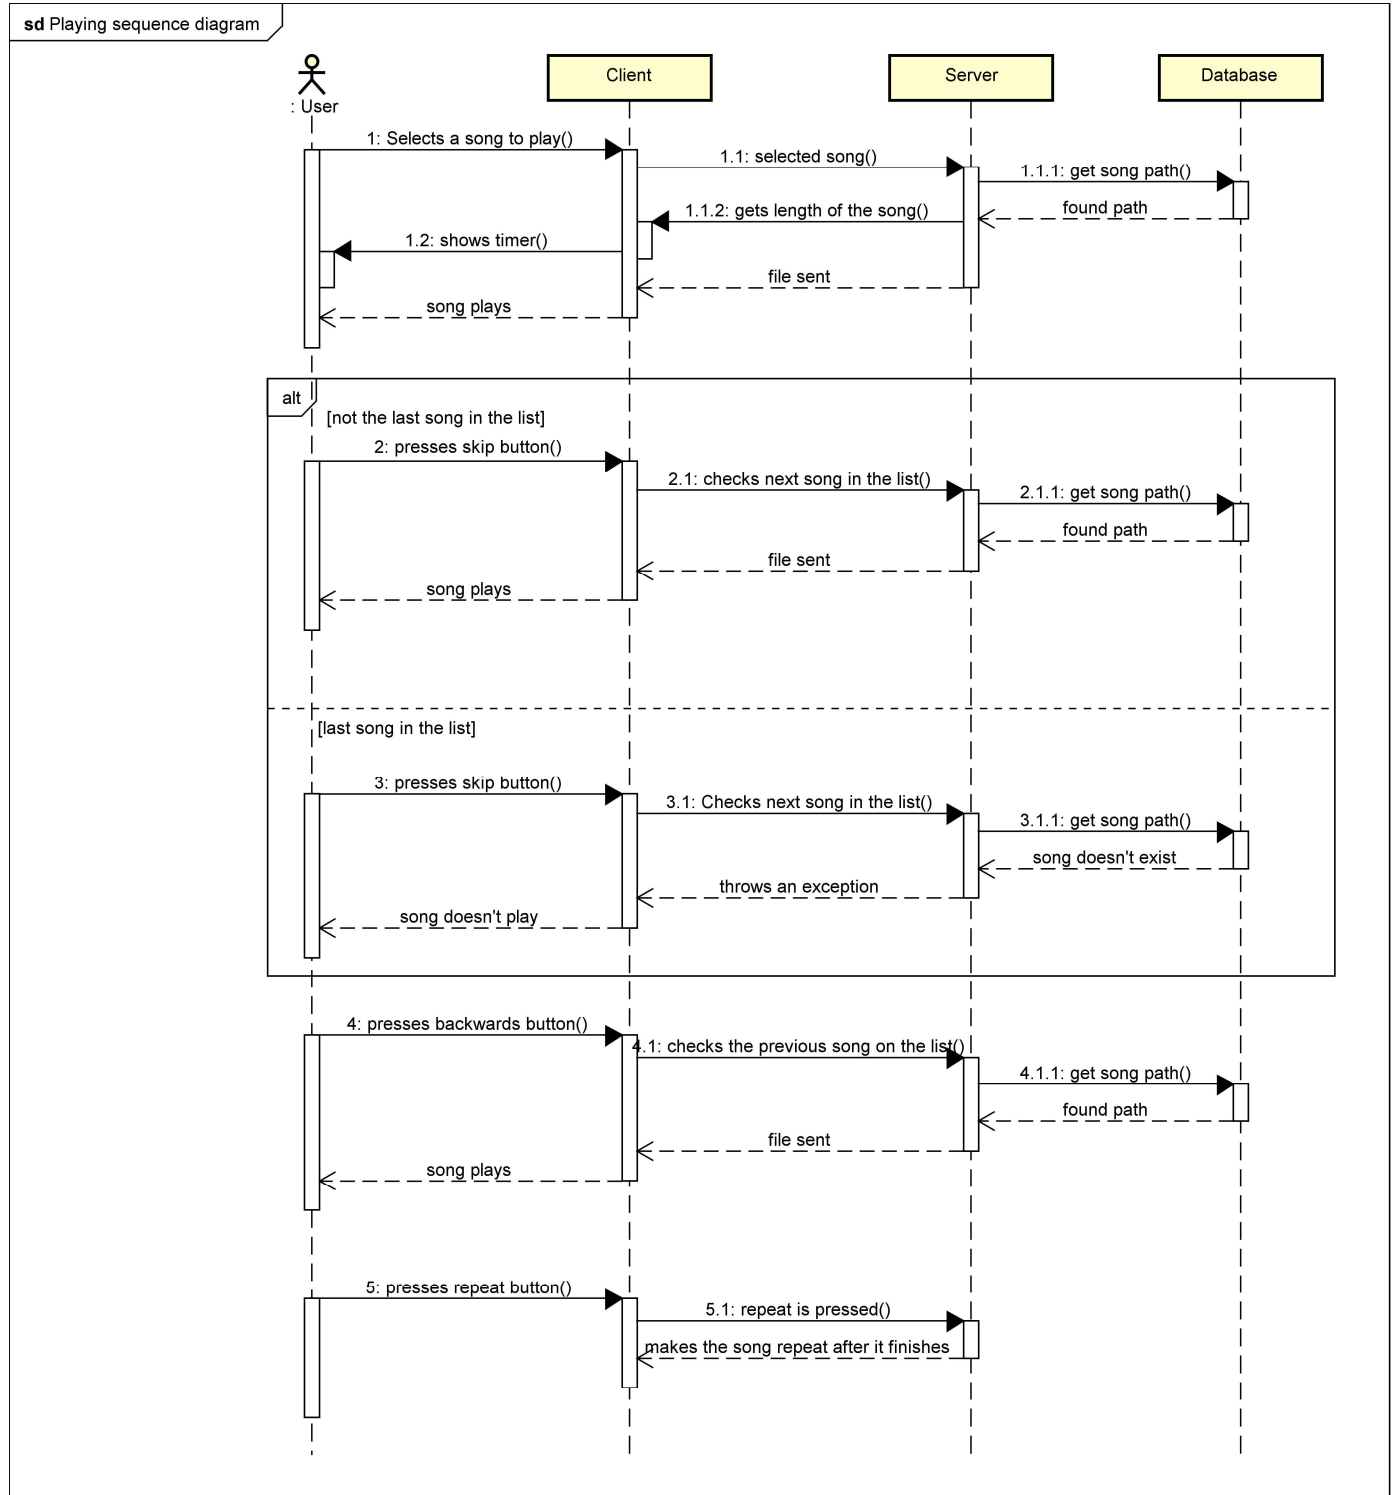 sd Playing sequence diagram
: User
Client
Server
Database
1: Selects a song to play()
1.1: selected song()
1.1.1: get song path()
found path
1.1.2: gets length of the song()
1.2: shows timer()
file sent
song plays
alt
[not the last song in the list]
2: presses skip button()
2.1: checks next song in the list()
2.1.1: get song path()
found path
file sent
song plays
[last song in the list]
3: presses skip button()
3.1: Checks next song in the list()
3.1.1: get song path()
song doesn't exist
throws an exception
song doesn't play
4: presses backwards button()
4.1: checks the previous song on the list()
4.1.1: get song path()
found path
file sent
song plays
5: presses repeat button()
5.1: repeat is pressed()
makes the song repeat after it finishes